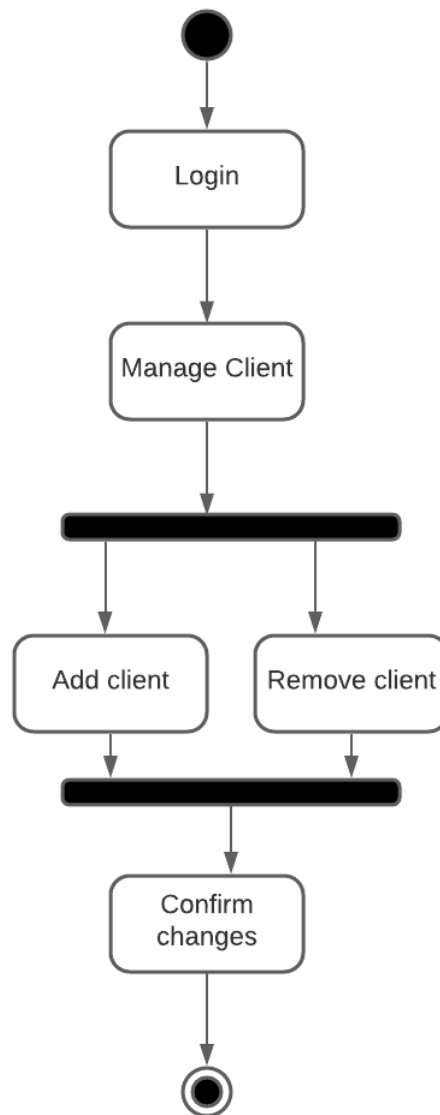 Login
Manage Client
Add client
Remove client
Confirm
changes